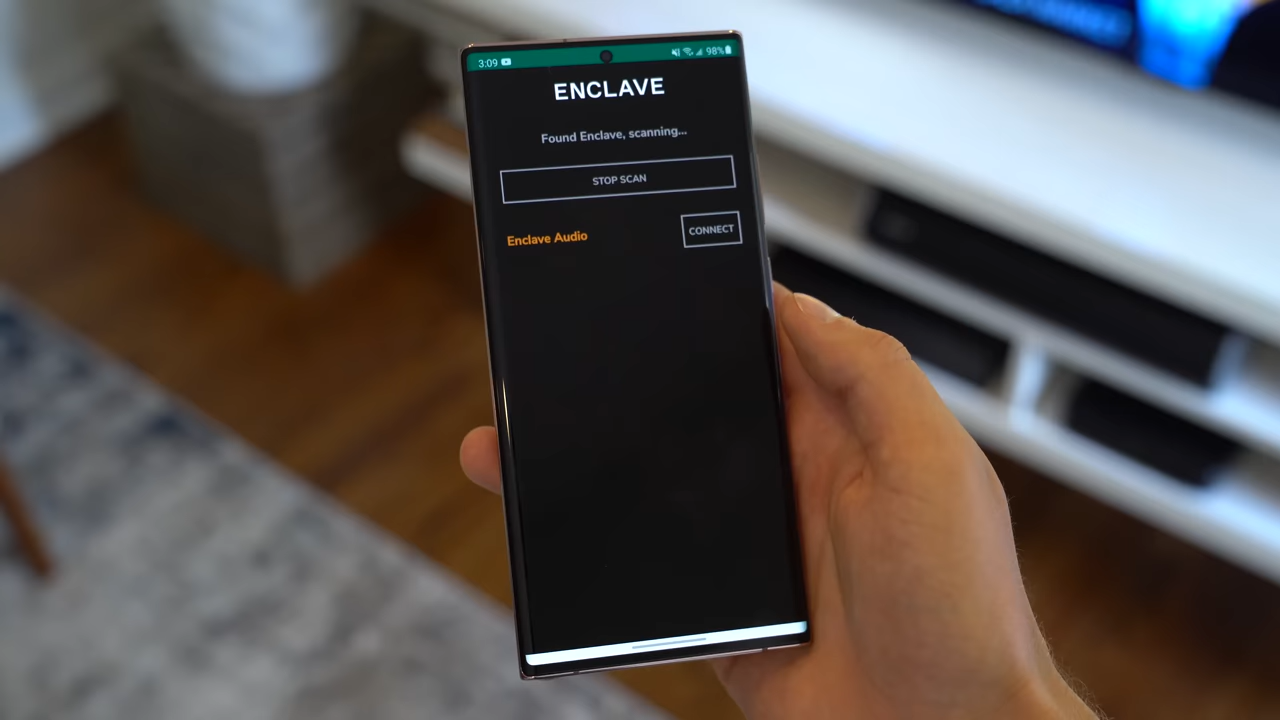 3:09
98%
ENCLAVE
Found Enclave, scanning...
STOP SCAN
Enclave Audio
CONNECT